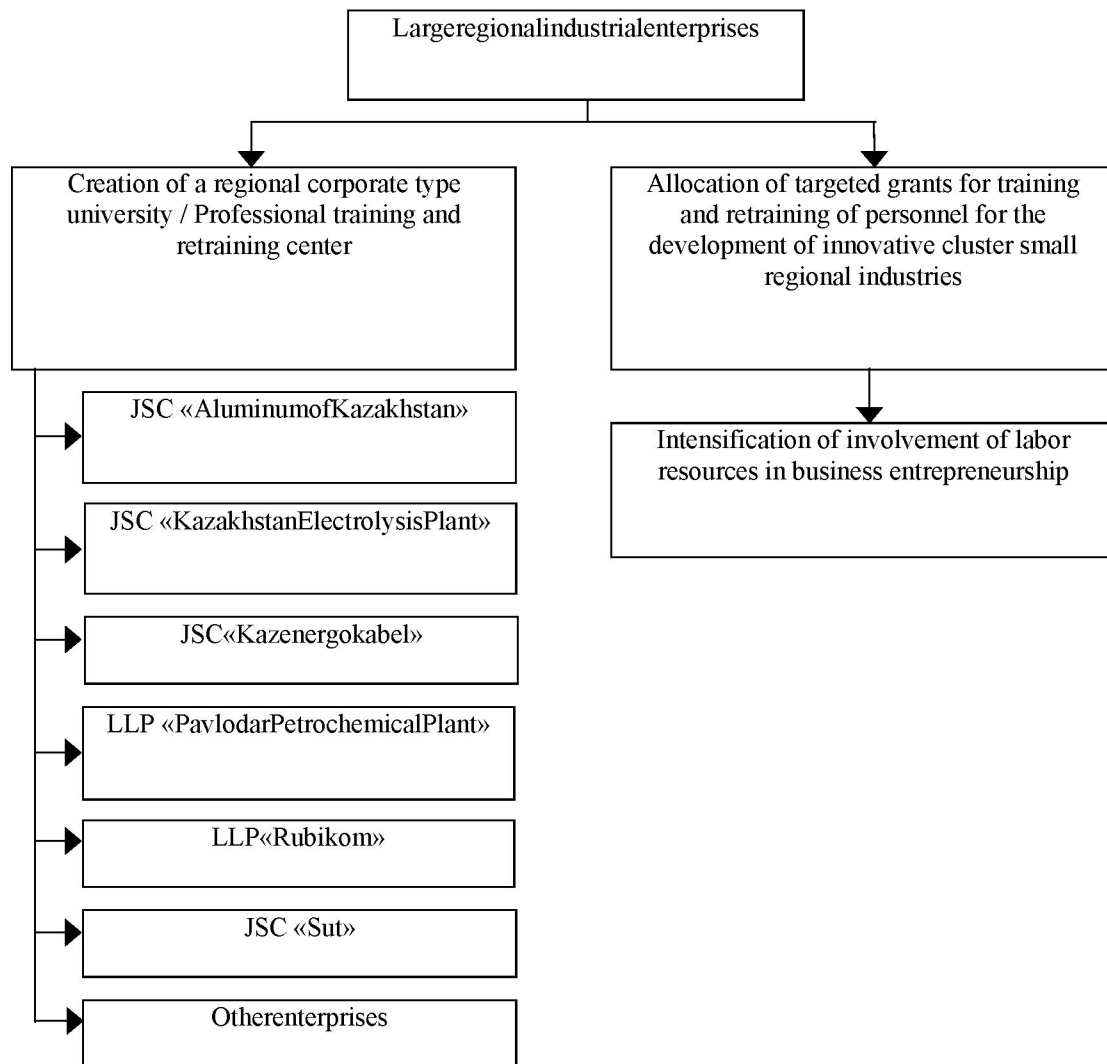 Largeregionalindustrialenterprises
Creation of a regional corporate type
university / Professional training and
retraining center
Allocation of targeted grants for training
and retraining of personnel for the
development of innovative cluster small
regional industries
JSC «AluminumofKazakhstan»
JSC «KazakhstanElectrolysisPlant»
JSC«Kazenergokabel»
LLP «PavlodarPetrochemicalPlant»
LLP«Rubikom»
JSC «Sut»
Otherenterprises
Intensification of involvement of labor
resources in business entrepreneurship